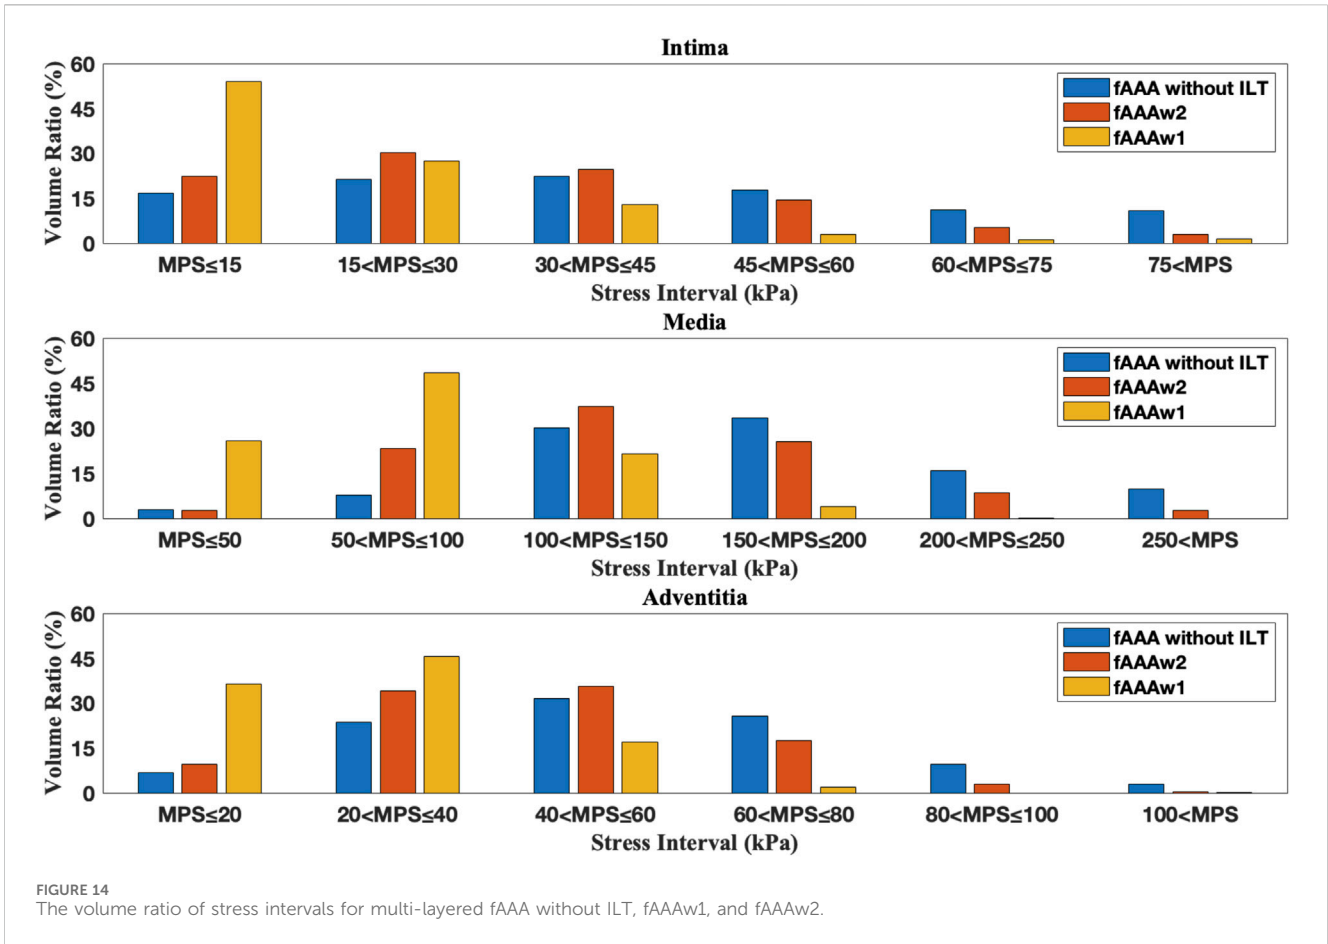 Intima
60
45
30
15
0
Volume Ratio (%)
fAAA without ILT
fAAAw2
fAAAw1
MPS≤15 15<MPS≤30 30<MPS≤45 45<MPS≤60 60<MPS≤75 75<MPS
Stress Interval (kPa)
Media
60
45
30
15
0
Volume Ratio (%)
fAAA without ILT
fAAAw2
fAAAw1
MPS≤50 50<MPS≤100 100<MPS≤150 150<MPS≤200 200<MPS≤250 250<MPS
Stress Interval (kPa)
Adventitia
60
45
30
15
0
Volume Ratio (%)
fAAA without ILT
fAAAw2
fAAAw1
MPS≤20 20<MPS≤40 40<MPS≤60 60<MPS≤80 80<MPS≤100 100<MPS
Stress Interval (kPa)
FIGURE 14
The volume ratio of stress intervals for multi-layered fAAA without ILT, fAAAw1, and fAAAw2.